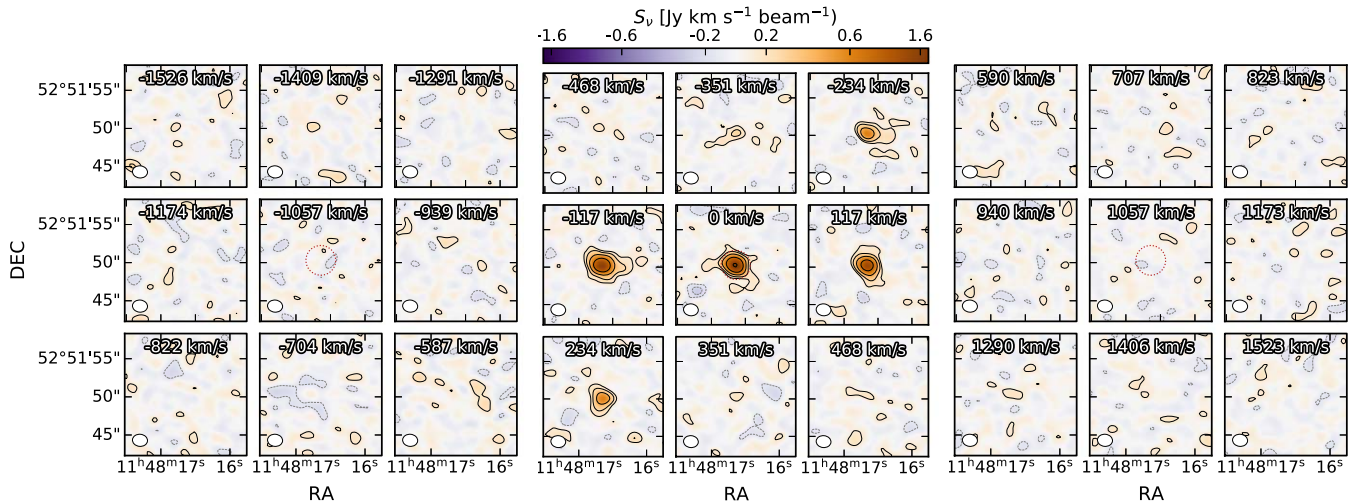 S_ν [Jy km s⁻¹ beam⁻¹)
-1.6 -0.6 -0.2 0.2 0.6 1.6
-1526 km/s -1409 km/s -1291 km/s -468 km/s -351 km/s -234 km/s 590 km/s 707 km/s 823 km/s
52°51'55"
50"
45"
-1174 km/s -1057 km/s -939 km/s -117 km/s 0 km/s 117 km/s 940 km/s 1057 km/s 1173 km/s
52°51'55"
50"
45"
DEC
-822 km/s -704 km/s -587 km/s 234 km/s 351 km/s 468 km/s 1290 km/s 1406 km/s 1523 km/s
52°51'55"
50"
45"
11ʰ48ᵐ17ˢ 16ˢ 11ʰ48ᵐ17ˢ 16ˢ 11ʰ48ᵐ17ˢ 16ˢ 11ʰ48ᵐ17ˢ 16ˢ 11ʰ48ᵐ17ˢ 16ˢ 11ʰ48ᵐ17ˢ 16ˢ 11ʰ48ᵐ17ˢ 16ˢ 11ʰ48ᵐ17ˢ 16ˢ 11ʰ48ᵐ17ˢ 16ˢ
RA RA RA